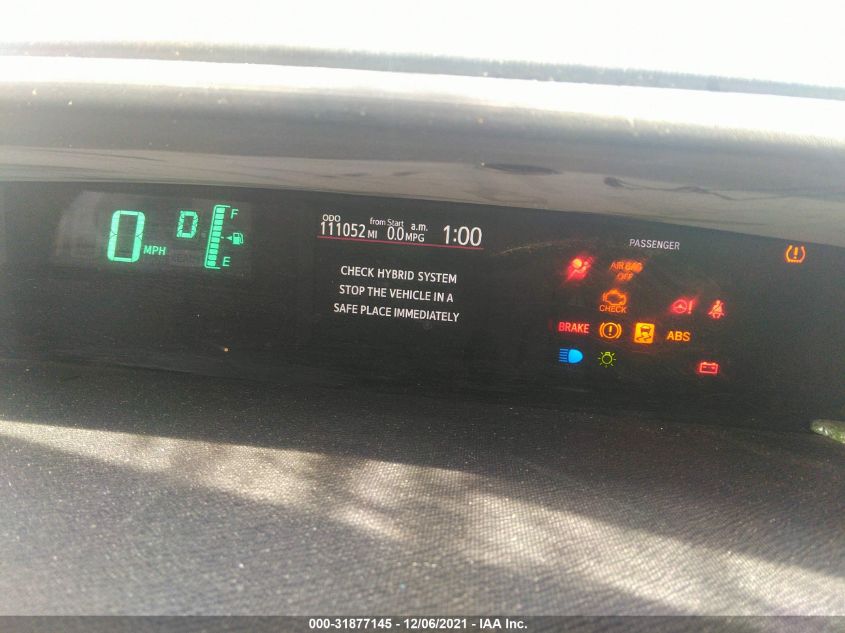 0 MPH
D
F
E
ODO from Start a.m.
111052 MI 0.0 MPG 1:00
CHECK HYBRID SYSTEM
STOP THE VEHICLE IN A
SAFE PLACE IMMEDIATELY
PASSENGER
AIR BAG
OFF
CHECK
BRAKE ABS
000-31877145 - 12/06/2021 - IAA Inc.